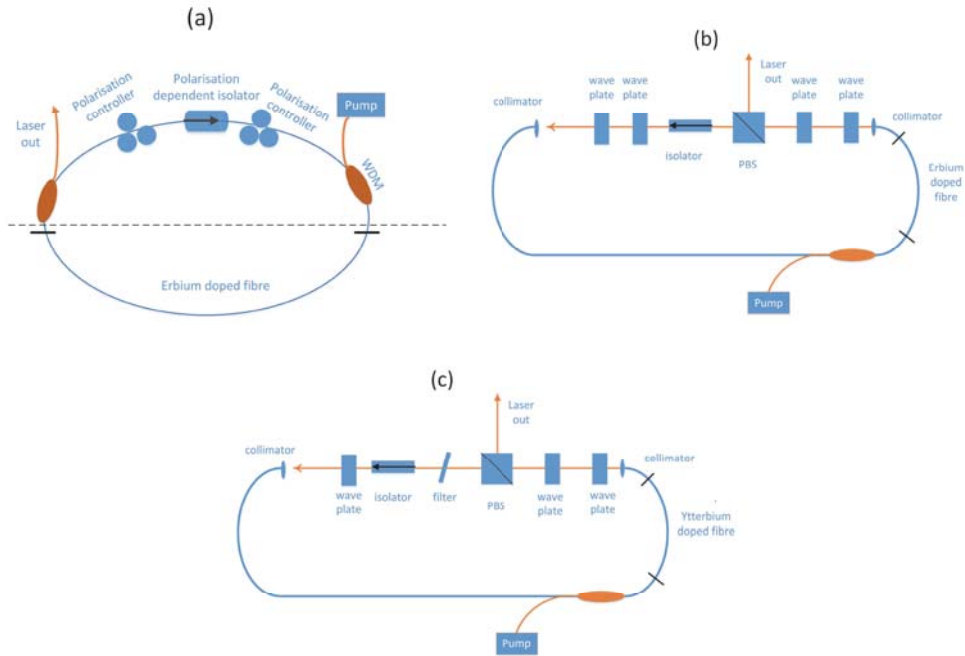 (a)
Polarisation
controller
Polarisation
dependent isolator
Polarisation
controller
Pump
Laser
out
WDM
Erbium doped fibre
(b)
Laser
out
wave
plate
wave
plate
wave
plate
wave
plate
collimator
collimator
isolator
PBS
Erbium
doped fibre
Pump
(c)
Laser
out
collimator
collimator
wave
plate
isolator
filter
PBS
wave
plate
wave
plate
Ytterbium
doped fibre
Pump